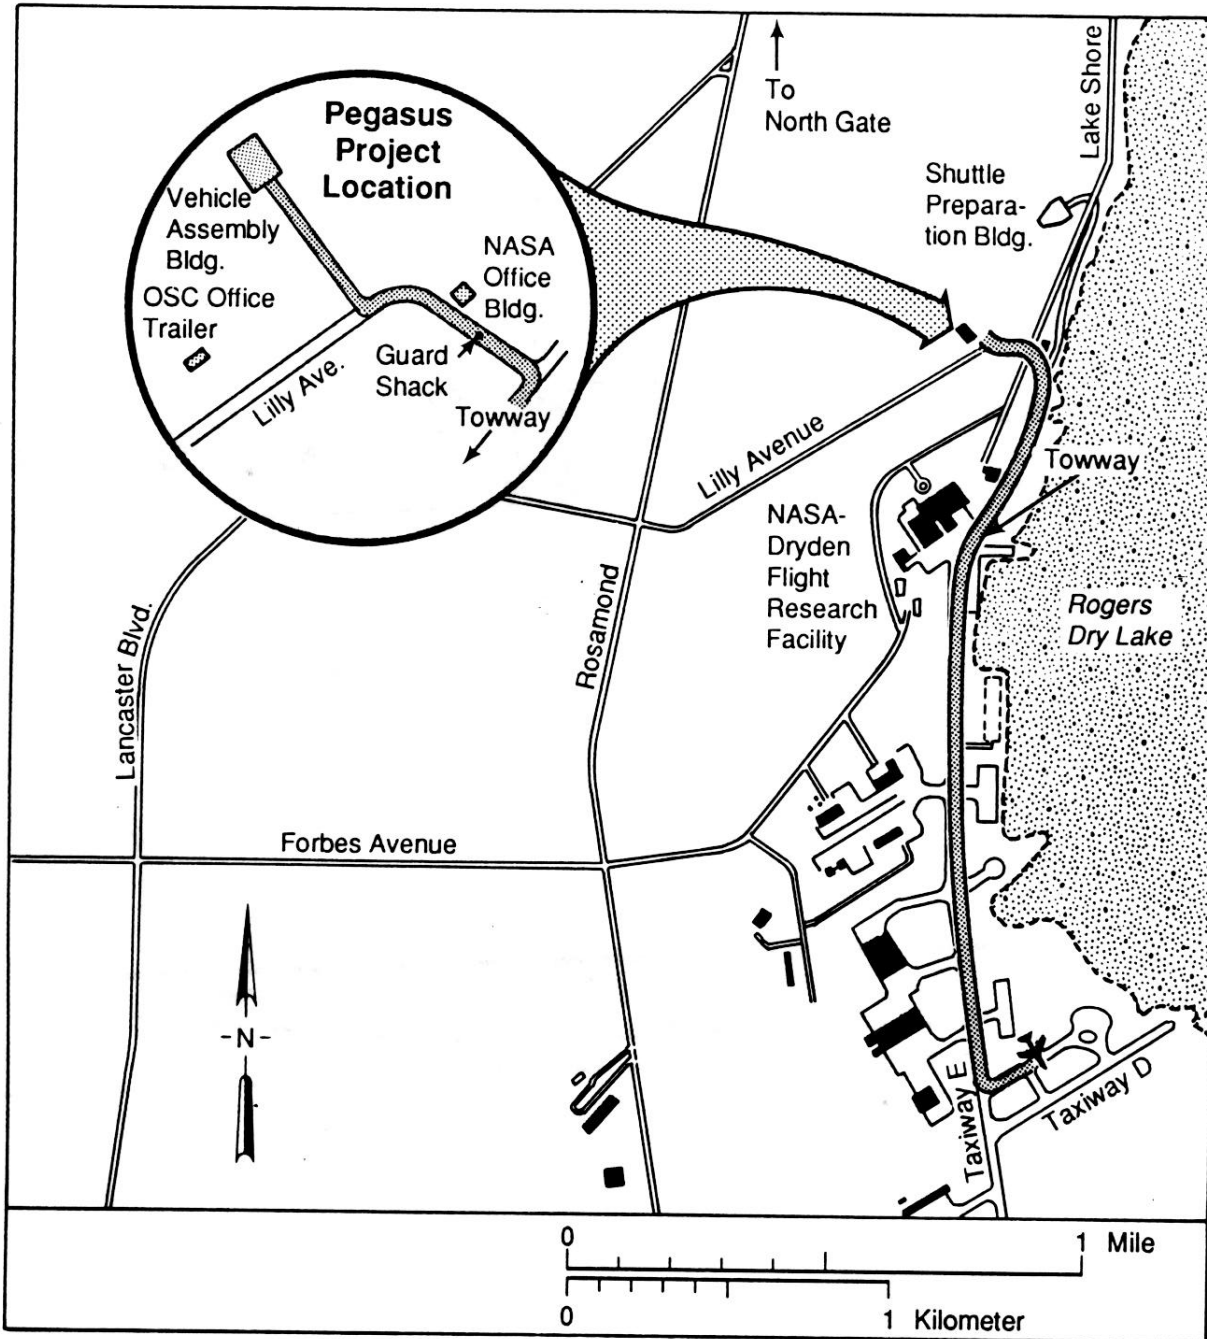 To
North Gate
Lake Shore
Pegasus
Project
Location
Vehicle
Assembly
Bldg.
OSC Office
Trailer
NASA
Office
Bldg.
Guard
Shack
Lilly Ave.
Towway
Shuttle
Prepara-
tion Bldg.
Lilly Avenue
Towway
NASA-
Dryden
Flight
Research
Facility
Rogers
Dry Lake
Lancaster Blvd.
Rosamond
Forbes Avenue
-N-
Taxiway E
Taxiway D
0 1 Mile
0 1 Kilometer